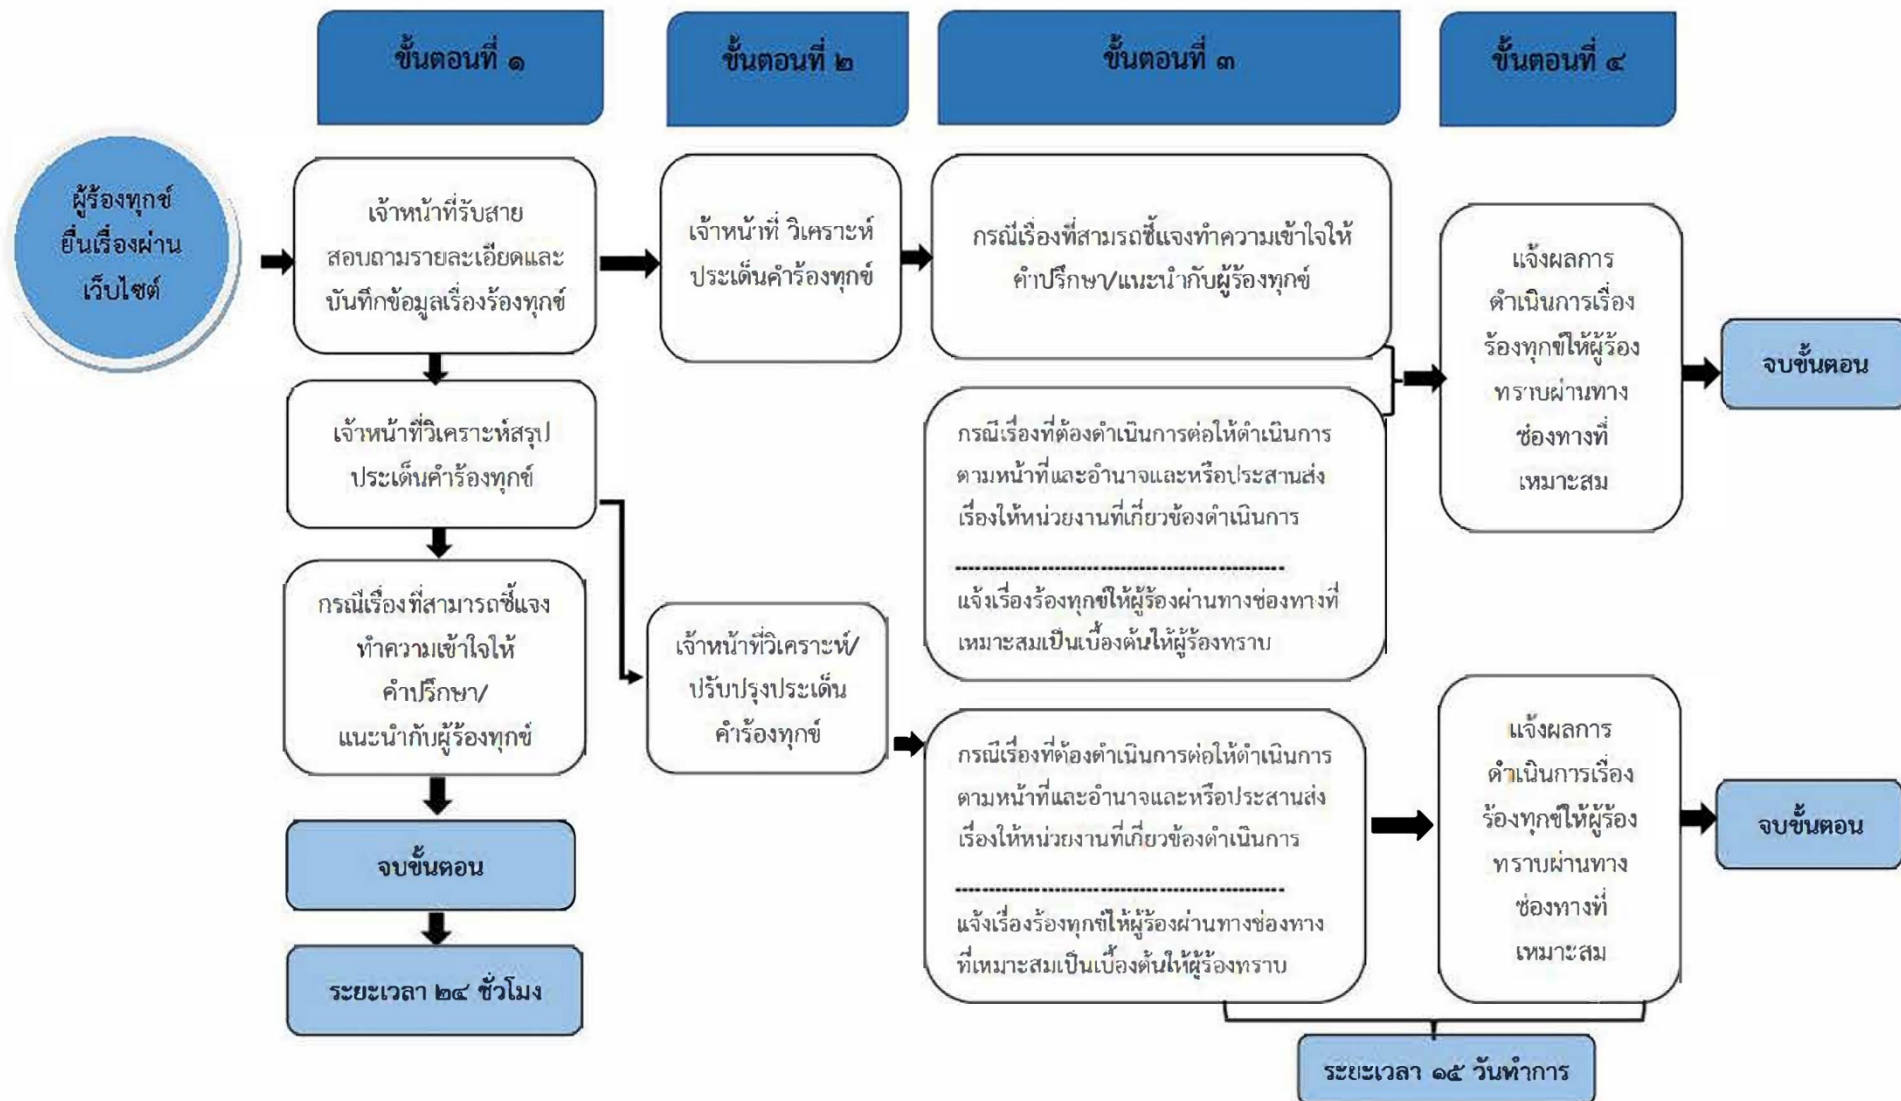 ขั้นตอนที่ ๑
ขั้นตอนที่ ๒
ขั้นตอนที่ ๓
ขั้นตอนที่ ๔
ผู้ร้องทุกข์
ยื่นเรื่องผ่าน
เว็บไซต์
เจ้าหน้าที่รับสาย
สอบถามรายละเอียดและ
บันทึกข้อมูลเรื่องร้องทุกข์
เจ้าหน้าที่ วิเคราะห์
ประเด็นคำร้องทุกข์
กรณีเรื่องที่สามรถชี้แจงทำความเข้าใจให้
คำปรึกษา/แนะนำกับผู้ร้องทุกข์
แจ้งผลการ
ดำเนินการเรื่อง
ร้องทุกข์ให้ผู้ร้อง
ทราบผ่านทาง
ช่องทางที่
เหมาะสม
จบขั้นตอน
เจ้าหน้าที่วิเคราะห์สรุป
ประเด็นคำร้องทุกข์
กรณีเรื่องที่ต้องดำเนินการต่อให้ดำเนินการ
ตามหน้าที่และอำนาจและหรือประสานส่ง
เรื่องให้หน่วยงานที่เกี่ยวข้องดำเนินการ
แจ้งเรื่องร้องทุกข์ให้ผู้ร้องผ่านทางช่องทางที่
เหมาะสมเป็นเบื้องต้นให้ผู้ร้องทราบ
กรณีเรื่องที่สามารถชี้แจง
ทำความเข้าใจให้
คำปรึกษา/
แนะนำกับผู้ร้องทุกข์
เจ้าหน้าที่วิเคราะห์/
ปรับปรุงประเด็น
คำร้องทุกข์
กรณีเรื่องที่ต้องดำเนินการต่อให้ดำเนินการ
ตามหน้าที่และอำนาจและหรือประสานส่ง
เรื่องให้หน่วยงานที่เกี่ยวข้องดำเนินการ
แจ้งเรื่องร้องทุกข์ให้ผู้ร้องผ่านทางช่องทาง
ที่เหมาะสมเป็นเบื้องต้นให้ผู้ร้องทราบ
แจ้งผลการ
ดำเนินการเรื่อง
ร้องทุกข์ให้ผู้ร้อง
ทราบผ่านทาง
ช่องทางที่
เหมาะสม
จบขั้นตอน
จบขั้นตอน
ระยะเวลา ๒๔ ชั่วโมง
ระยะเวลา ๑๕ วันทำการ